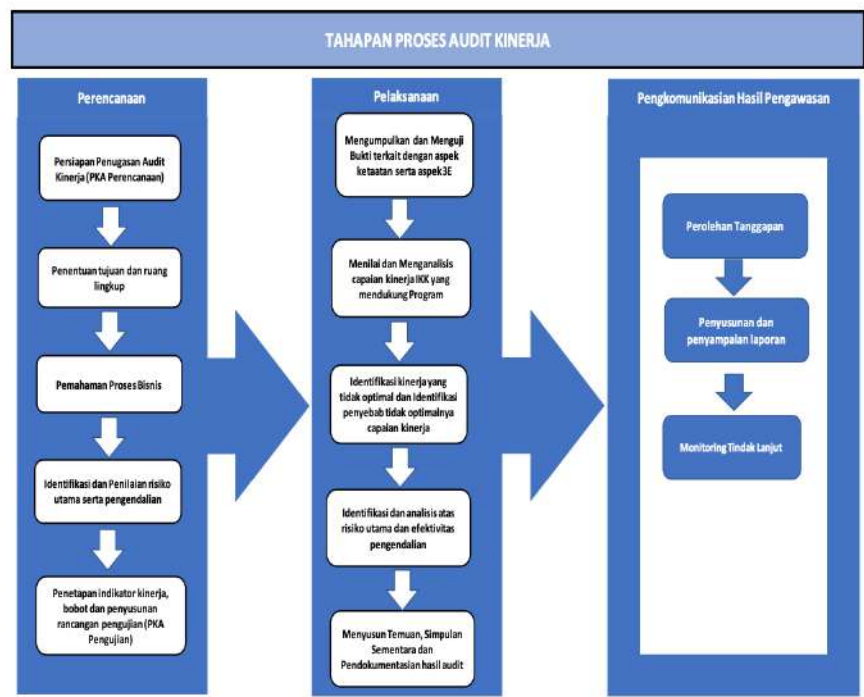 TAHAPAN PROSES AUDIT KINERJA
Perencanaan
Persiapan Penugasan Audit
Kinerja (PKA Perencanaan)
Penentuan tujuan dan ruang
lingkup
Pemahaman Proses Bisnis
Identifikasi dan Penilaian risiko
utama serta pengendalian
Penetapan indikator kinerja,
bobot dan penyusunan
rancangan pengujian (PKA
Pengujian)
Pelaksanaan
Mengumpulkan dan Menguji
Bukti terkait dengan aspek
ketaatan serta aspek 3E
Menilai dan Menganalisis
capaian kinerja IKK yang
mendukung Program
Identifikasi kinerja yang
tidak optimal dan Identifikasi
penyebab tidak optimalnya
capaian kinerja
Identifikasi dan analisis atas
risiko utama dan efektivitas
pengendalian
Menyusun Temuan, Simpulan
Sementara dan
Pendokumentasian hasil audit
Pengkomunikasian Hasil Pengawasan
Perolehan Tanggapan
Penyusunan dan
penyampaian laporan
Monitoring Tindak Lanjut